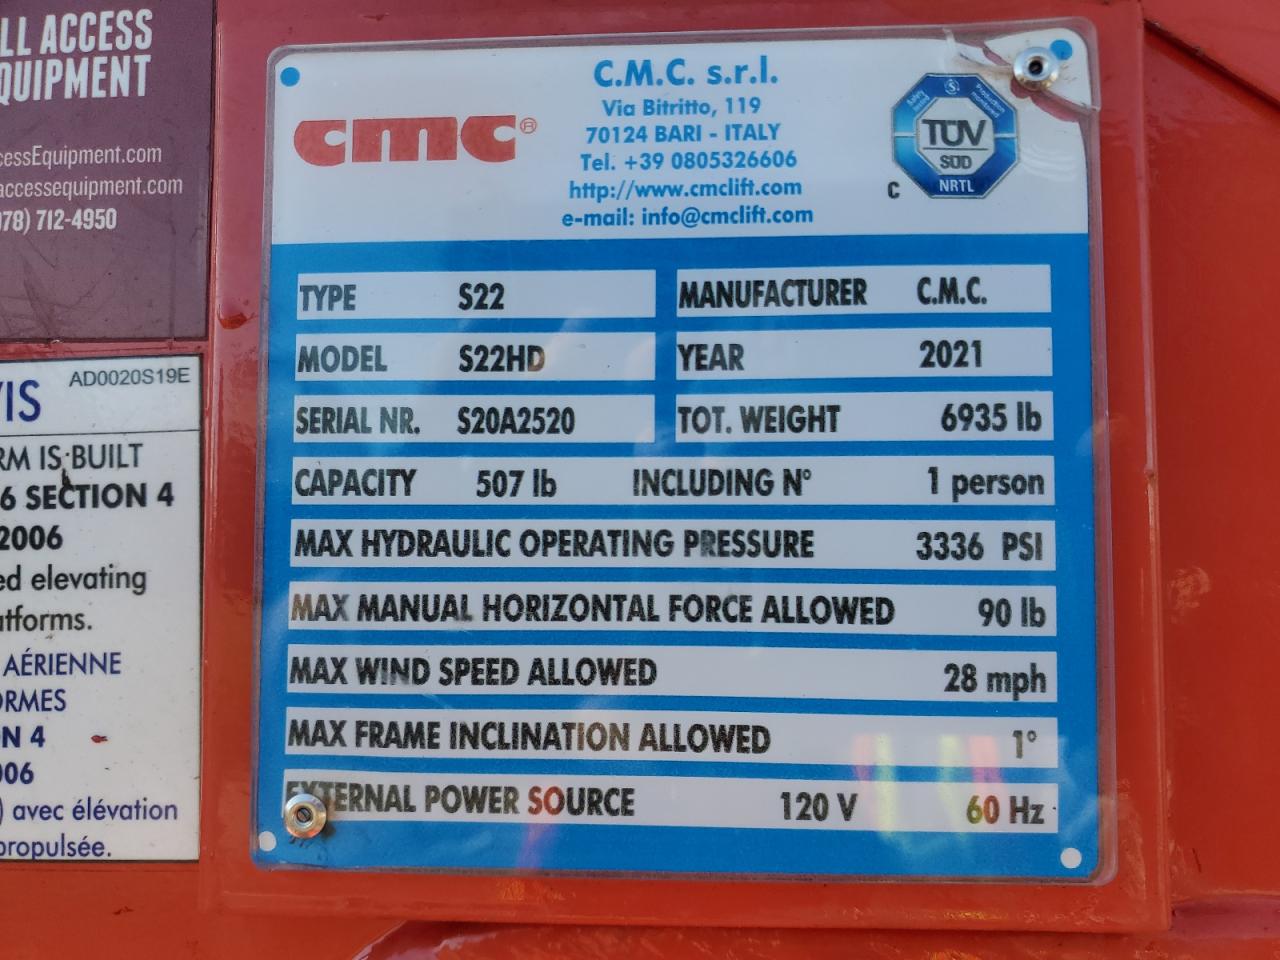 LL ACCESS
QUIPMENT
cessEquipment.com
accessequipment.com
78) 712-4950
AD0020S19E
VIS
RM IS BUILT
6 SECTION 4
2006
ed elevating
atforms.
AÉRIENNE
ORMES
N 4
006
) avec élévation
propulsée.
cmc®
C.M.C. s.r.l.
Via Bitritto, 119
70124 BARI - ITALY
Tel. +39 0805326606
http://www.cmclift.com
e-mail: info@cmclift.com
Safety tested
Production monitored
TÜV
SÜD
NRTL
C
TYPE S22
MANUFACTURER C.M.C.
MODEL S22HD
YEAR 2021
SERIAL NR. S20A2520
TOT. WEIGHT 6935 lb
CAPACITY 507 lb INCLUDING N° 1 person
MAX HYDRAULIC OPERATING PRESSURE 3336 PSI
MAX MANUAL HORIZONTAL FORCE ALLOWED 90 lb
MAX WIND SPEED ALLOWED 28 mph
MAX FRAME INCLINATION ALLOWED 1°
EXTERNAL POWER SOURCE 120 V 60 Hz